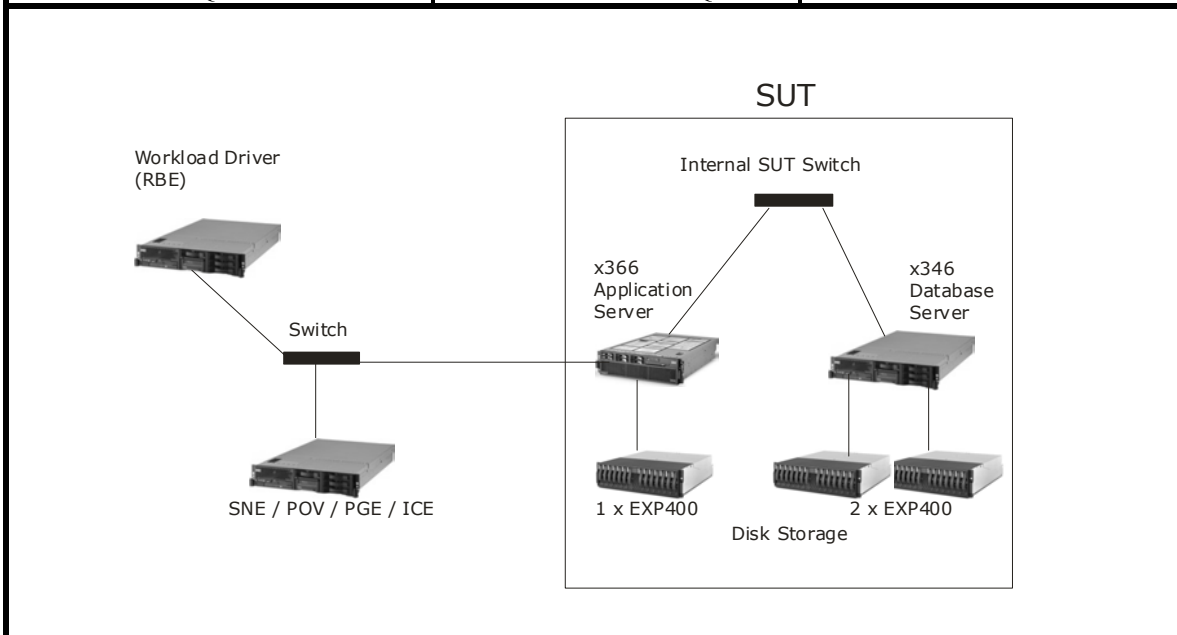 SUT
Workload Driver
(RBE)
Internal SUT Switch
x366
Application
Server
x346
Database
Server
Switch
SNE / POV / PGE / ICE
1 x EXP400
2 x EXP400
Disk Storage